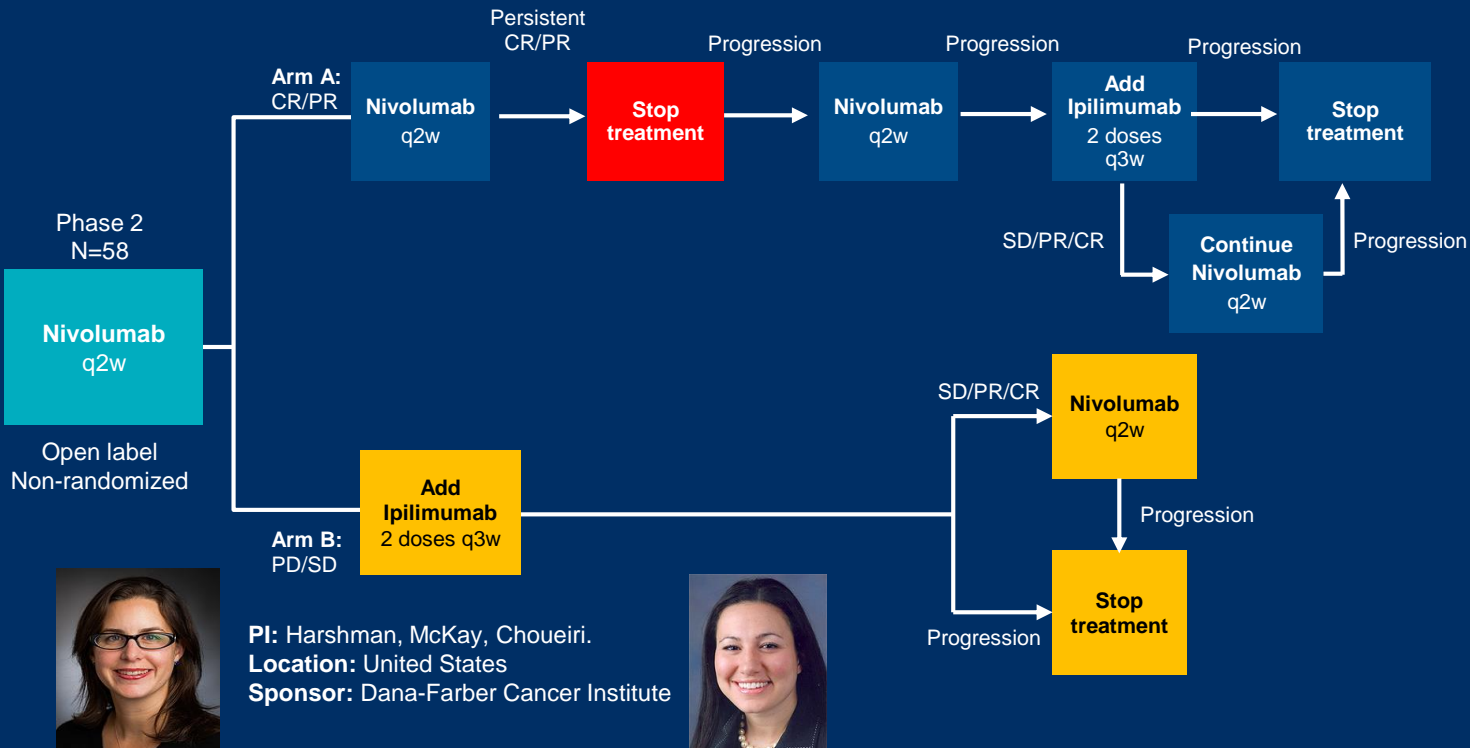 Persistent
CR/PR
Progression
Progression
Progression
Arm A:
CR/PR
Nivolumab
q2w
Stop
treatment
Nivolumab
q2w
Add
Ipilimumab
2 doses
q3w
Stop
treatment
Phase 2
N=58
SD/PR/CR
Continue
Nivolumab
q2w
Progression
Nivolumab
q2w
Open label
Non-randomized
SD/PR/CR
Nivolumab
q2w
Add
Ipilimumab
2 doses q3w
Arm B:
PD/SD
Progression
Stop
treatment
Progression
PI: Harshman, McKay, Choueiri.
Location: United States
Sponsor: Dana-Farber Cancer Institute